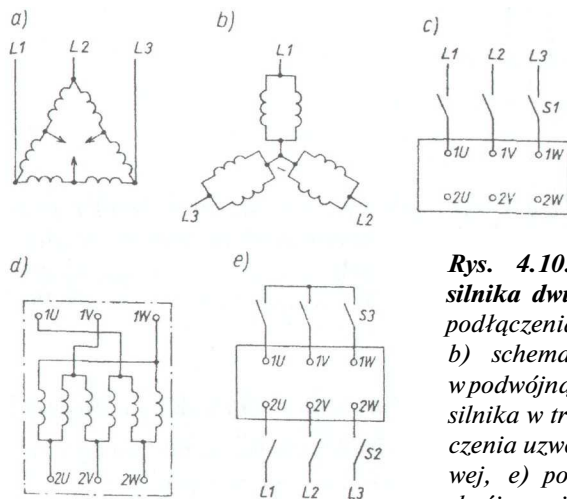 a)
L1 L2 L3
b)
L1
L3
L2
c)
L1 L2 L3
S1
1U 1V 1W
2U 2V 2W
d)
1U 1V 1W
2U 2V 2W
e)
S3
1U 1V 1W
2U 2V 2W
S2
L1 L2 L3
Rys. 4.10.
silnika dwu
podłączenia
b) schema
w podwójną
silnika w tr
czenia uzwo
wej, e) po